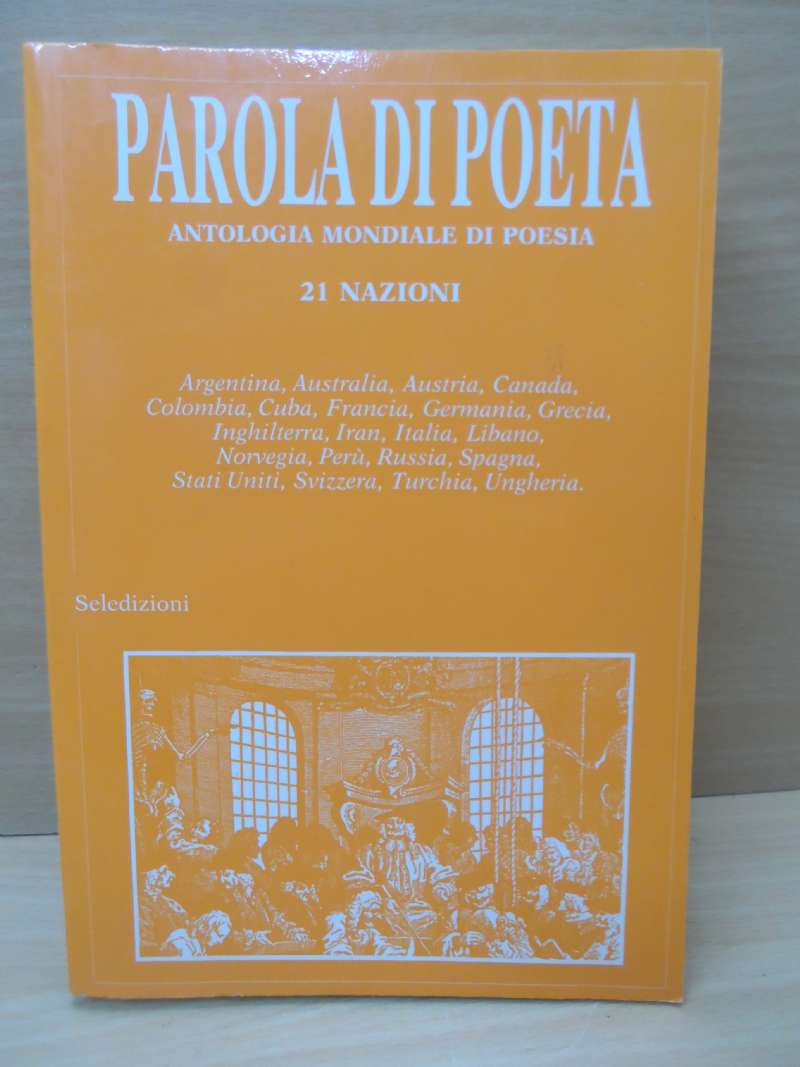 PAROLA DI POETA
ANTOLOGIA MONDIALE DI POESIA
21 NAZIONI
Argentina, Australia, Austria, Canada,
Colombia, Cuba, Francia, Germania, Grecia,
Inghilterra, Iran, Italia, Libano,
Norvegia, Perù, Russia, Spagna,
Stati Uniti, Svizzera, Turchia, Ungheria.
Seledizioni